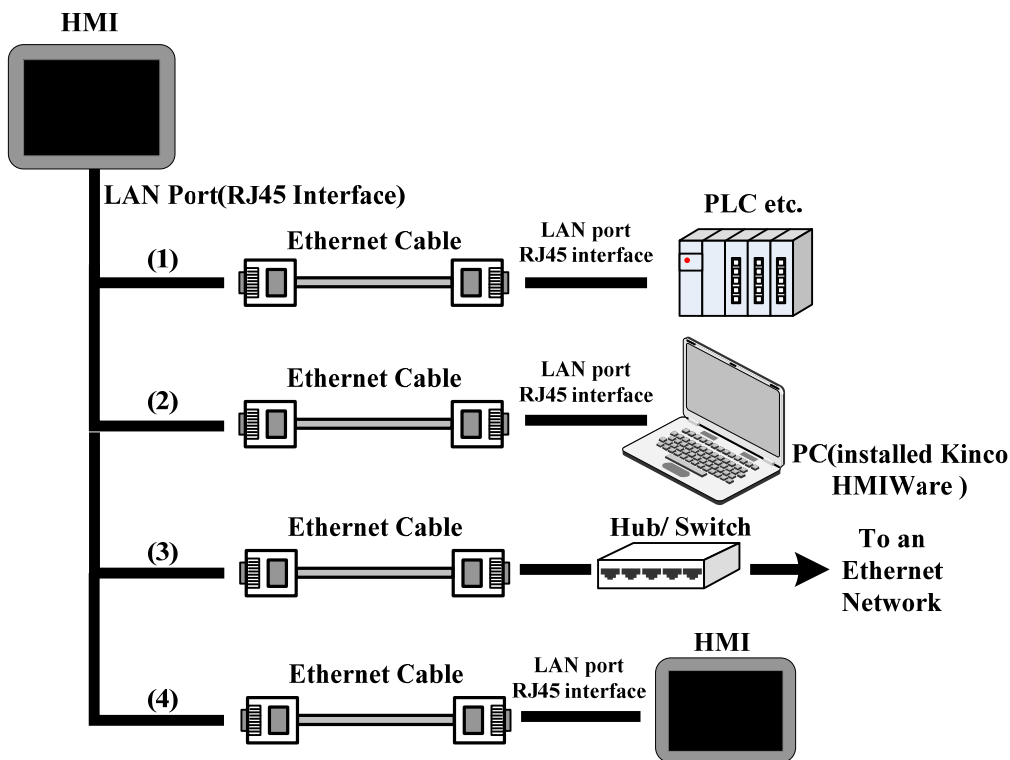 HMI
LAN Port(RJ45 Interface)
PLC etc.
(1)
Ethernet Cable
LAN port
RJ45 interface
(2)
Ethernet Cable
LAN port
RJ45 interface
PC(installed Kinco
HMIWare )
(3)
Ethernet Cable
Hub/ Switch
To an
Ethernet
Network
(4)
Ethernet Cable
LAN port
RJ45 interface
HMI